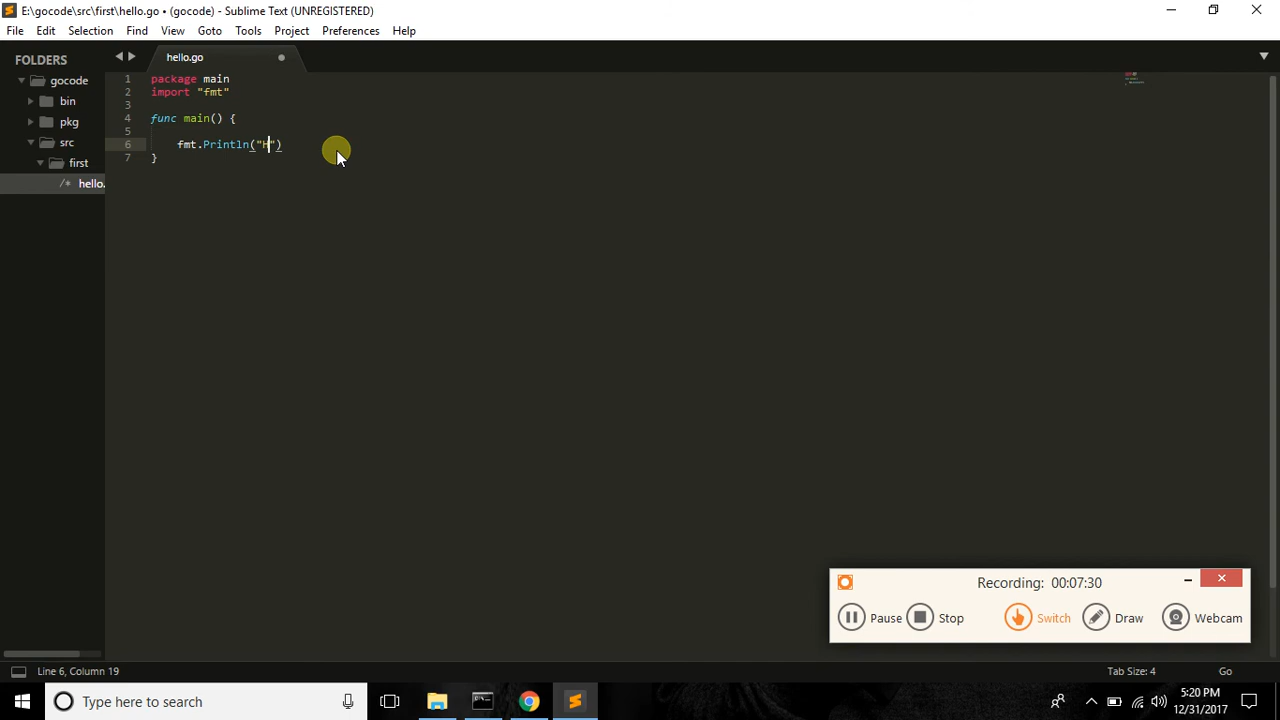 E:\gocode\src\first\hello.go • (gocode) - Sublime Text (UNREGISTERED)
File Edit Selection Find View Goto Tools Project Preferences Help
FOLDERS
gocode
bin
pkg
src
first
/* hello.
hello.go
1 package main
2 import "fmt"
3
4 func main() {
5
6 fmt.Println("H")
7 }
Recording: 00:07:30
Pause Stop Switch Draw Webcam
Line 6, Column 19 Tab Size: 4 Go
Type here to search
5:20 PM
12/31/2017